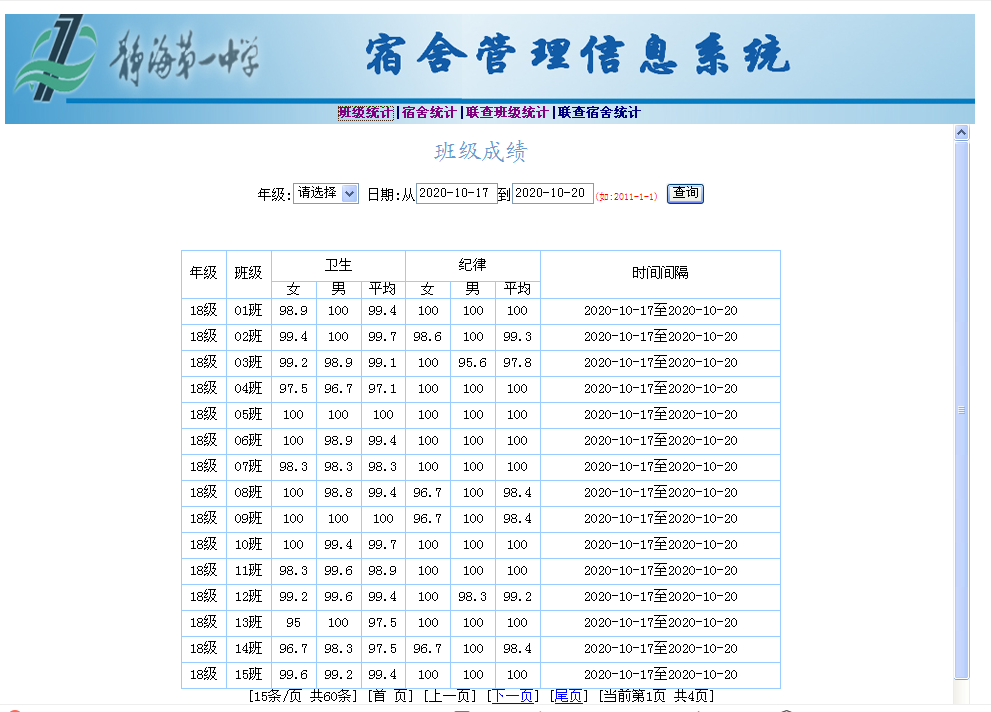 静海第一中学 宿舍管理信息系统
班级统计|宿舍统计|联查班级统计|联查宿舍统计
班级成绩
年级: 请选择 日期:从 2020-10-17 到 2020-10-20 (如:2011-1-1) 查询
年级 班级 卫生 纪律 时间间隔
女 男 平均 女 男 平均
18级 01班 98.9 100 99.4 100 100 100 2020-10-17至2020-10-20
18级 02班 99.4 100 99.7 98.6 100 99.3 2020-10-17至2020-10-20
18级 03班 99.2 98.9 99.1 100 95.6 97.8 2020-10-17至2020-10-20
18级 04班 97.5 96.7 97.1 100 100 100 2020-10-17至2020-10-20
18级 05班 100 100 100 100 100 100 2020-10-17至2020-10-20
18级 06班 100 98.9 99.4 100 100 100 2020-10-17至2020-10-20
18级 07班 98.3 98.3 98.3 100 100 100 2020-10-17至2020-10-20
18级 08班 100 98.8 99.4 96.7 100 98.4 2020-10-17至2020-10-20
18级 09班 100 100 100 96.7 100 98.4 2020-10-17至2020-10-20
18级 10班 100 99.4 99.7 100 100 100 2020-10-17至2020-10-20
18级 11班 98.3 99.6 98.9 100 100 100 2020-10-17至2020-10-20
18级 12班 99.2 99.6 99.4 100 98.3 99.2 2020-10-17至2020-10-20
18级 13班 95 100 97.5 100 100 100 2020-10-17至2020-10-20
18级 14班 96.7 98.3 97.5 96.7 100 98.4 2020-10-17至2020-10-20
18级 15班 99.6 99.2 99.4 100 100 100 2020-10-17至2020-10-20
[15条/页 共60条] [首 页] [上一页] [下一页] [尾页] [当前第1页 共4页]